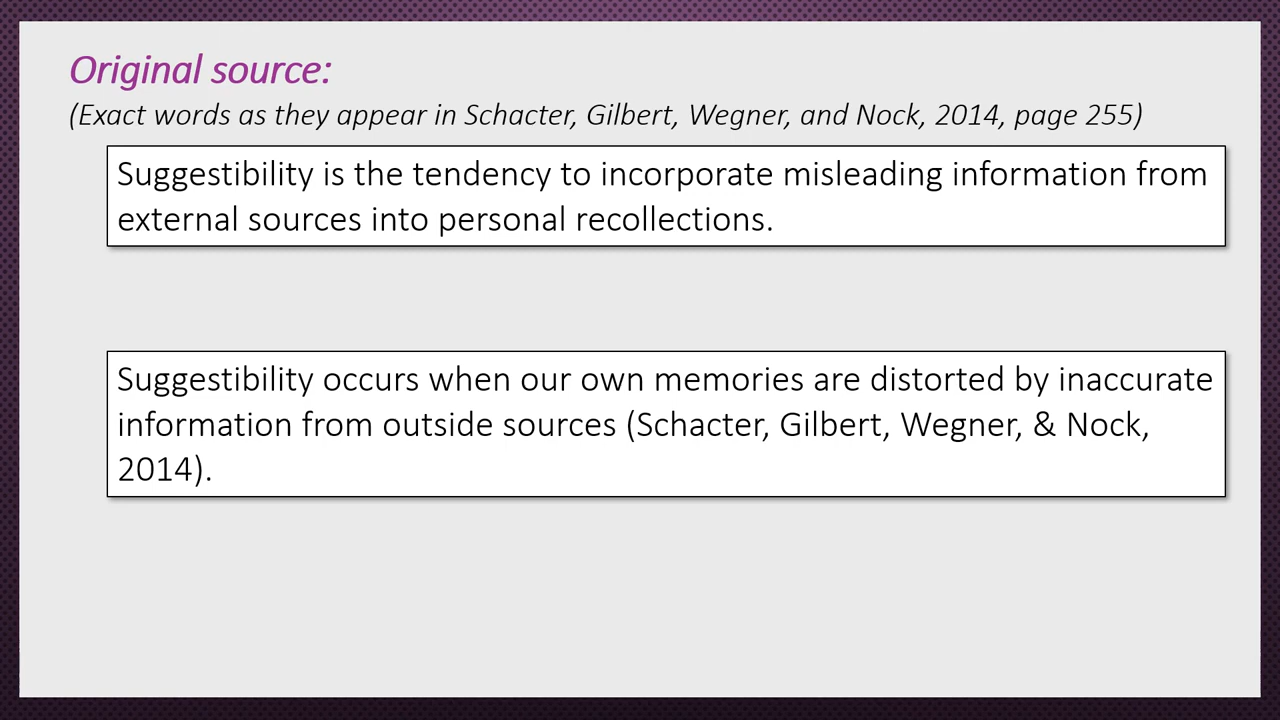 Original source:
(Exact words as they appear in Schacter, Gilbert, Wegner, and Nock, 2014, page 255)
Suggestibility is the tendency to incorporate misleading information from
external sources into personal recollections.
Suggestibility occurs when our own memories are distorted by inaccurate
information from outside sources (Schacter, Gilbert, Wegner, & Nock,
2014).